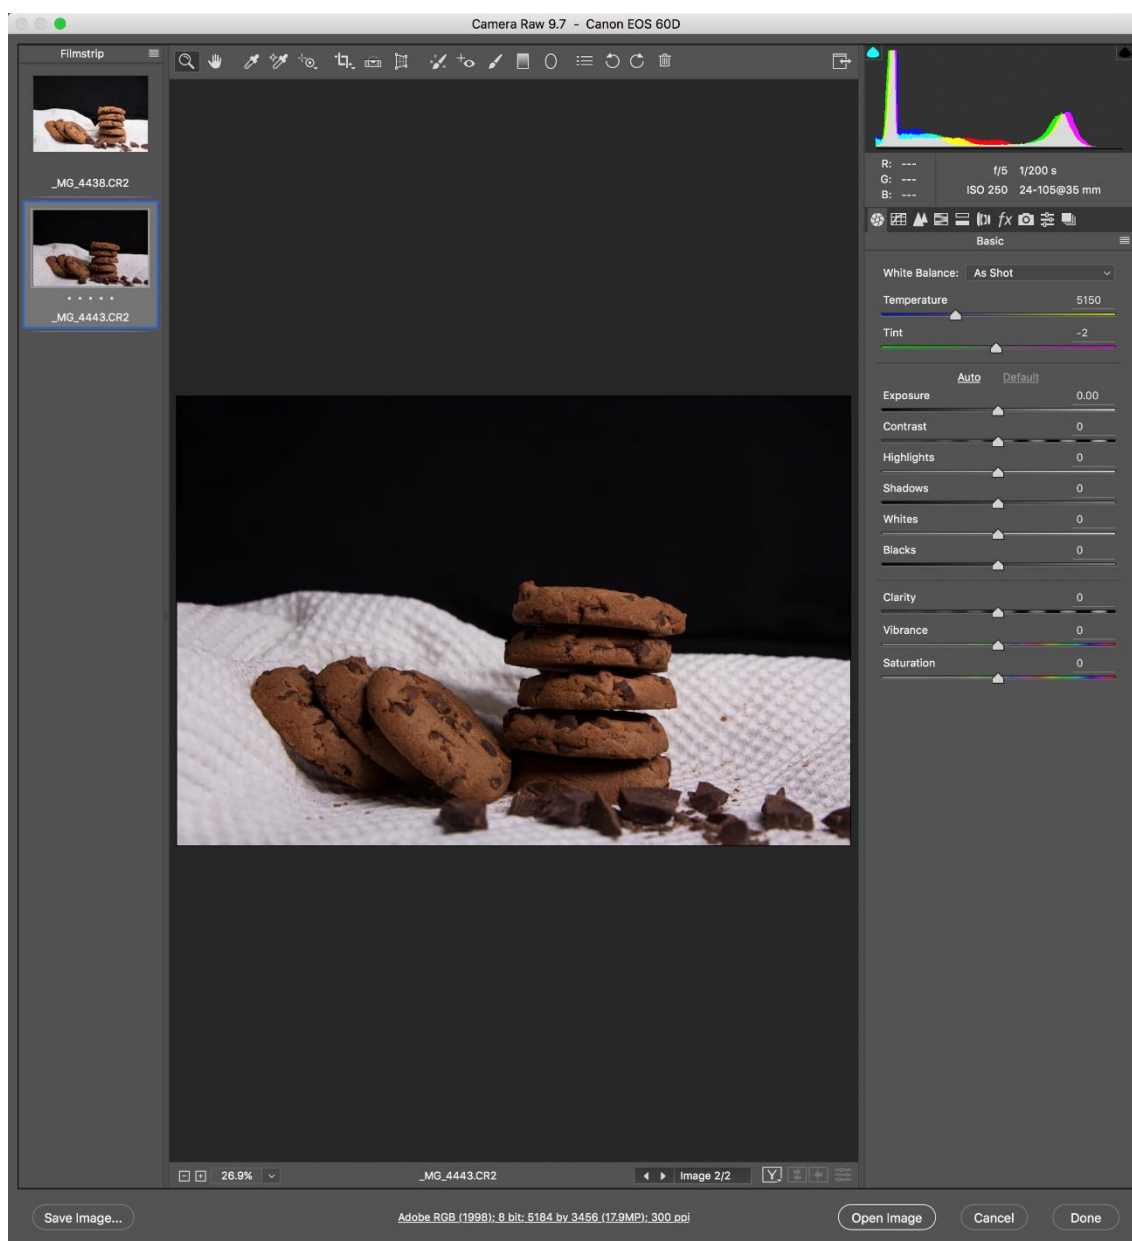 Camera Raw 9.7 - Canon EOS 60D
Filmstrip
_MG_4438.CR2
_MG_4443.CR2
R: ---
G: ---
B: ---
f/5 1/200 s
ISO 250 24-105@35 mm
fx
Basic
White Balance: As Shot
Temperature 5150
Tint -2
Auto Default
Exposure 0.00
Contrast 0
Highlights 0
Shadows 0
Whites 0
Blacks 0
Clarity 0
Vibrance 0
Saturation 0
26.9%
_MG_4443.CR2
Image 2/2
Y
Save Image...
Adobe RGB (1998); 8 bit; 5184 by 3456 (17.9MP); 300 ppi
Open Image
Cancel
Done